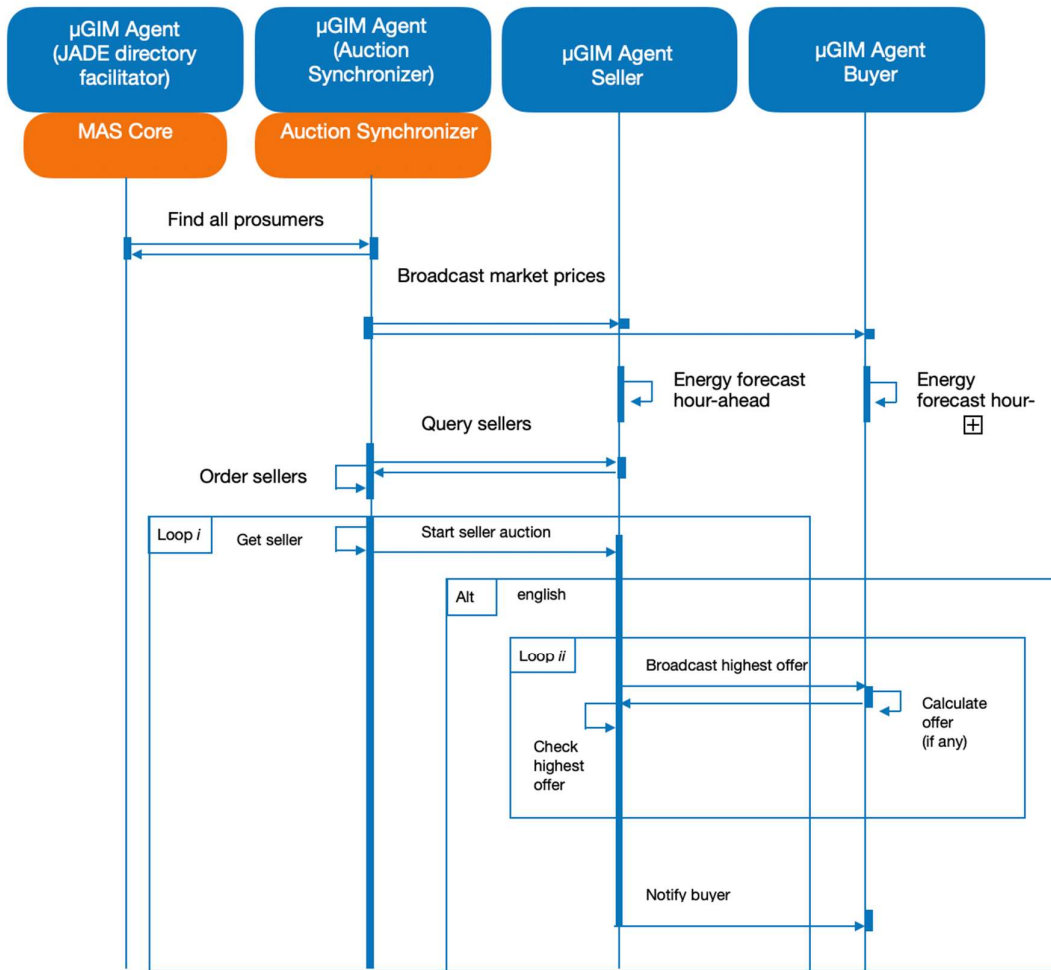 µGIM Agent
(JADE directory
facilitator)
µGIM Agent
(Auction
Synchronizer)
µGIM Agent
Seller
µGIM Agent
Buyer
MAS Core
Auction Synchronizer
Find all prosumers
Broadcast market prices
Energy forecast
hour-ahead
Energy
forecast hour-
Query sellers
Order sellers
Loop i
Get seller
Start seller auction
Alt
english
Loop ii
Broadcast highest offer
Calculate
offer
(if any)
Check
highest
offer
Notify buyer